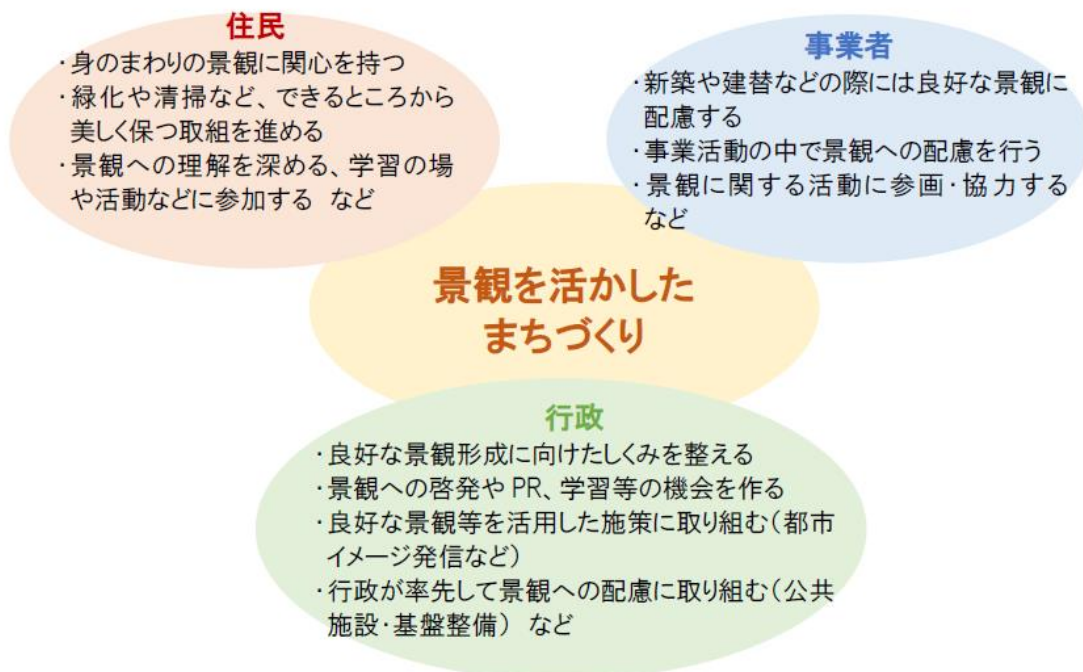 住民
・身のまわりの景観に関心を持つ
・緑化や清掃など、できるところから
美しく保つ取組を進める
・景観への理解を深める、学習の場
や活動などに参加する など
事業者
・新築や建替などの際には良好な景観に
配慮する
・事業活動の中で景観への配慮を行う
・景観に関する活動に参画・協力する
など
景観を活かした
まちづくり
行政
・良好な景観形成に向けたしくみを整える
・景観への啓発や PR、学習等の機会を作る
・良好な景観等を活用した施策に取り組む(都市
イメージ発信など)
・行政が率先して景観への配慮に取り組む(公共
施設・基盤整備) など